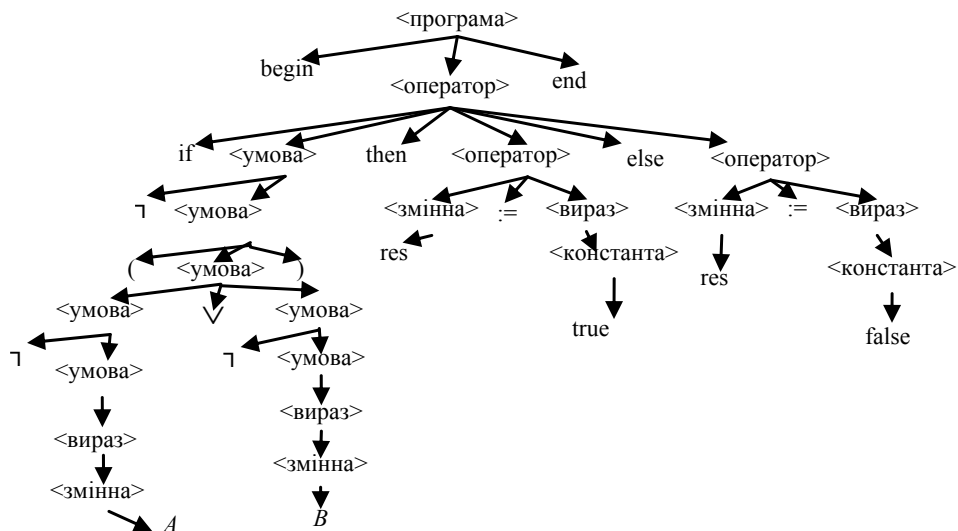 <програма>
begin
end
<оператор>
if <умова> then <оператор> else <оператор>
ך <умова> <змінна> := <вираз> <змінна> := <вираз>
res
( <умова> ) <константа> res <константа>
<умова> ∨ <умова>
true
false
ך <умова> ך <умова>
<вираз>
<вираз>
<змінна>
<змінна>
A B